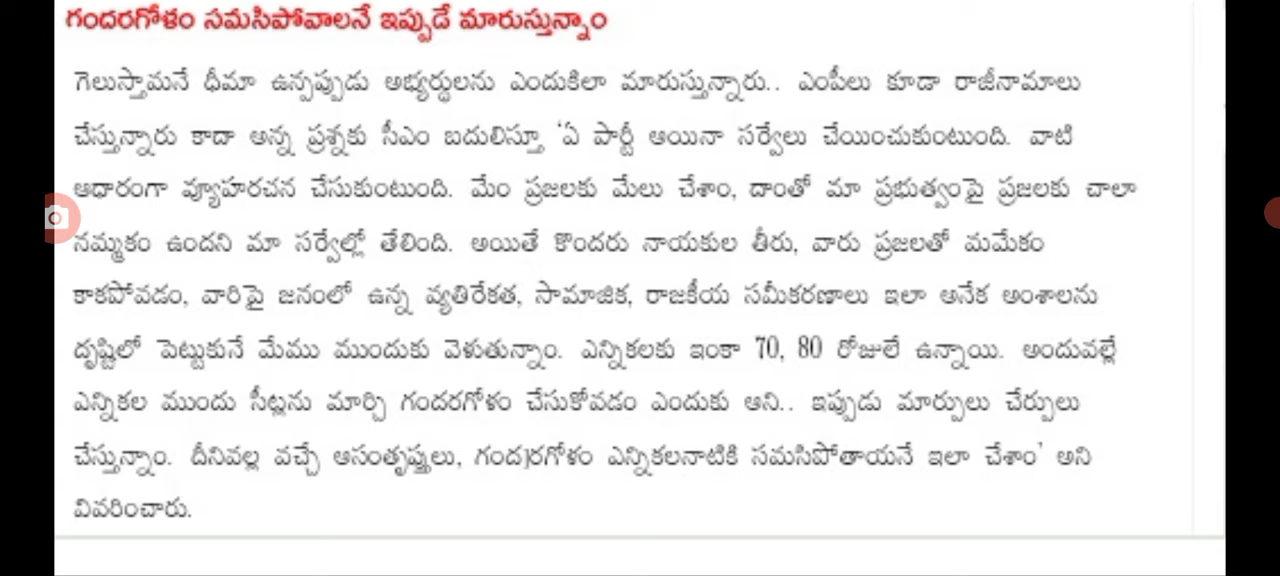 గందరగోళం సమసిపోవాలనే ఇప్పుడే మారుస్తున్నాం
గెలుస్తామనే ధీమా ఉన్నప్పుడు అభ్యర్థులను ఎందుకిలా మారుస్తున్నారు.. ఎంపీలు కూడా రాజీనామాలు
చేస్తున్నారు కాదా అన్న ప్రశ్నకు సీఎం బదులిస్తూ 'ఏ పార్టీ అయినా సర్వేలు చేయించుకుంటుంది. వాటి
ఆధారంగా వ్యూహరచన చేసుకుంటుంది. మేం ప్రజలకు మేలు చేశాం, దాంతో మా ప్రభుత్వంపై ప్రజలకు చాలా
నమ్మకం ఉందని మా సర్వేల్లో తేలింది. అయితే కొందరు నాయకుల తీరు, వారు ప్రజలతో మమేకం
కాకపోవడం, వారిపై జనంలో ఉన్న వ్యతిరేకత, సామాజిక, రాజకీయ సమీకరణాలు ఇలా అనేక అంశాలను
దృష్టిలో పెట్టుకునే మేము ముందుకు వెళుతున్నాం. ఎన్నికలకు ఇంకా 70, 80 రోజులే ఉన్నాయి. అందువల్లే
ఎన్నికల ముందు సీట్లను మార్చి గందరగోళం చేసుకోవడం ఎందుకు ఆని.. ఇప్పుడు మార్పులు చేర్పులు
చేస్తున్నాం. దీనివల్ల వచ్చే అసంతృప్తులు, గంద)రగోళం ఎన్నికలనాటికి సమసిపోతాయనే ఇలా చేశాం' అని
వివరించారు.